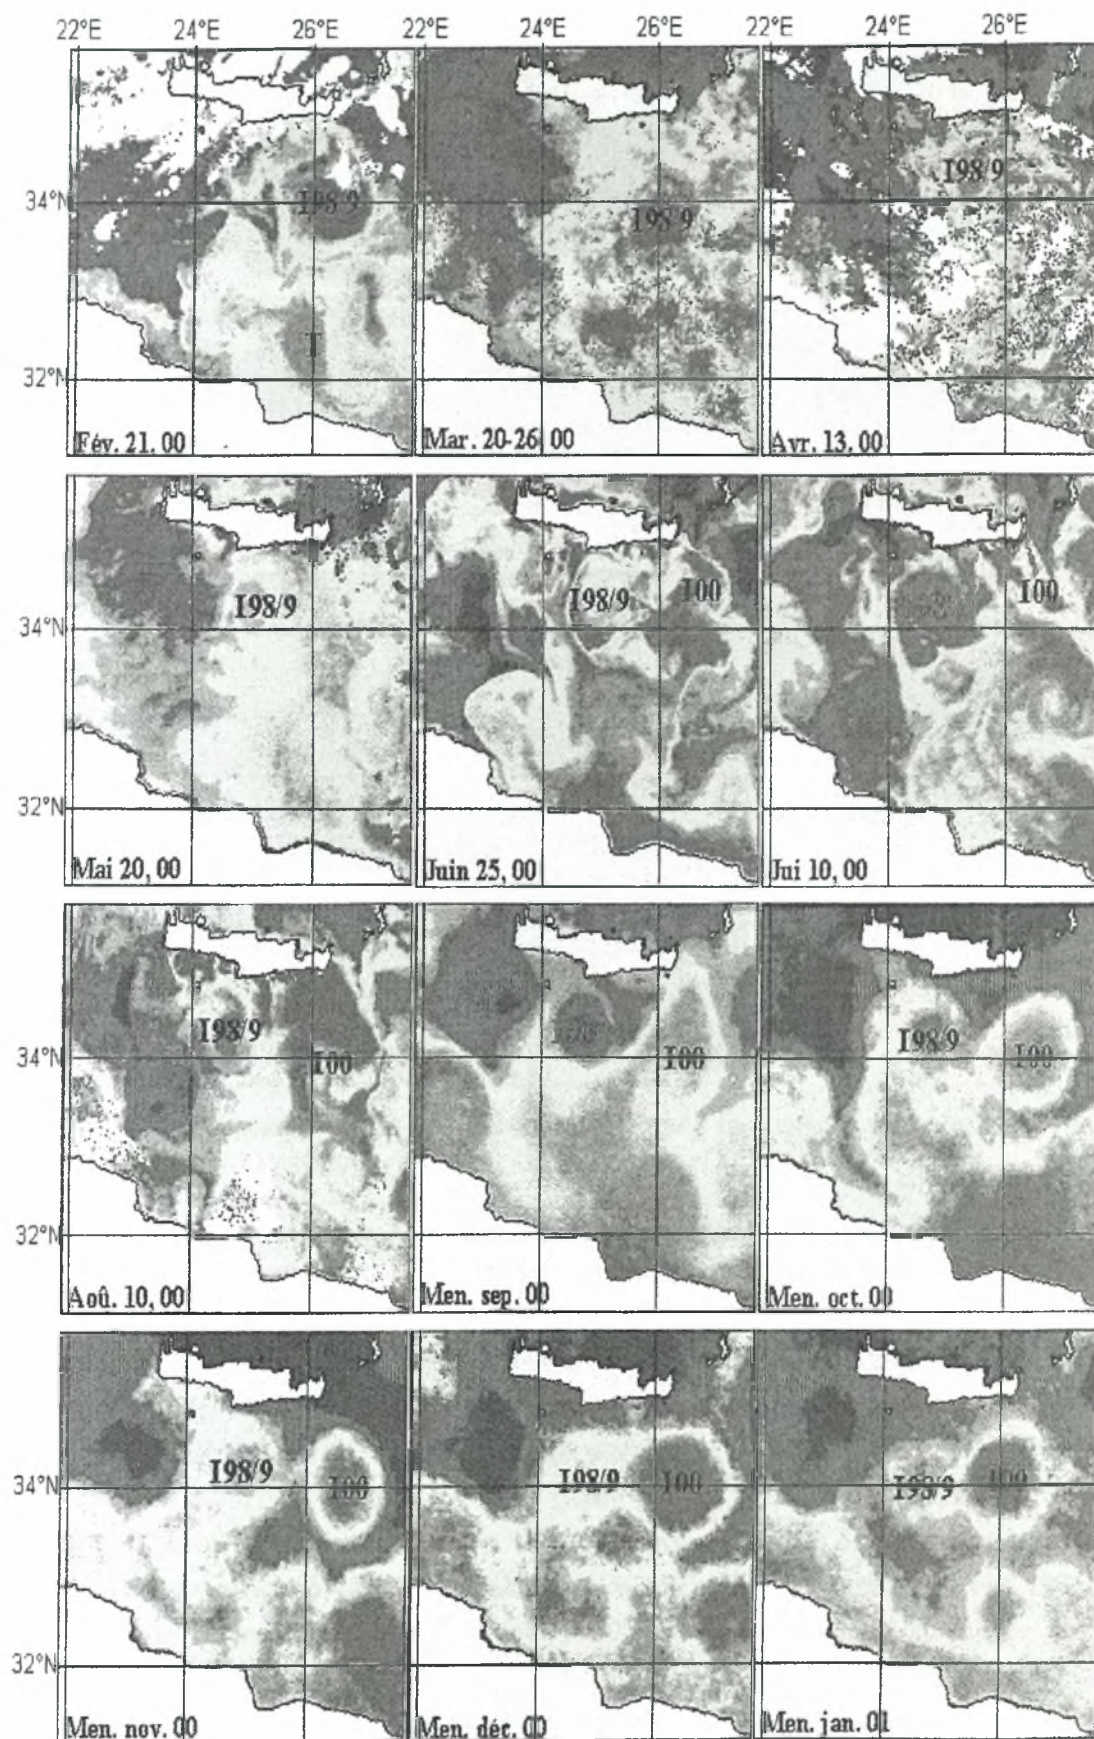 22°E 24°E 26°E 22°E 24°E 26°E 22°E 24°E 26°E
34°N
32°N
I98/9
T
Fév. 21. 00
I98/9
Mar. 20-26 00
I98/9
Avr. 13. 00
34°N
32°N
I98/9
Mai 20, 00
I98/9
I00
Juin 25, 00
I00
Jui 10, 00
34°N
32°N
I98/9
I00
Aoû. 10, 00
I00
Men. sep. 00
I98/9
I00
Men. oct. 00
34°N
32°N
I98/9
I00
Men. nov. 00
I98/9
I00
Men. déc. 00
I98/9
I00
Men. jan. 01